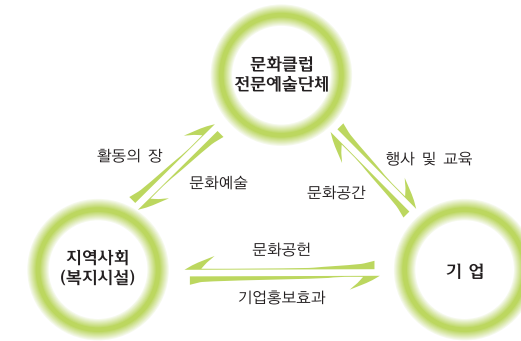 문화클럽
전문예술단체
활동의 장
문화예술
행사 및 교육
문화공간
지역사회
(복지시설)
문화공헌
기업홍보효과
기 업